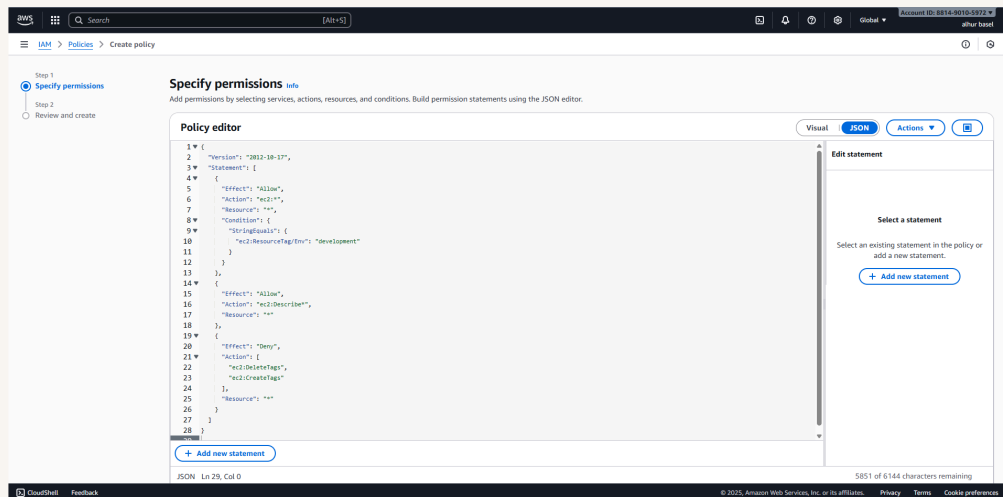 aws
Search
[Alt+S]
Global
Account ID: 8814-9010-5972
alhur basel
IAM > Policies > Create policy
Step 1
Specify permissions
Step 2
Review and create
Specify permissions Info
Add permissions by selecting services, actions, resources, and conditions. Build permission statements using the JSON editor.
Policy editor
Visual
JSON
Actions
1 {
2 "Version": "2012-10-17",
3 "Statement": [
4 {
5 "Effect": "Allow",
6 "Action": "ec2:*",
7 "Resource": "*",
8 "Condition": {
9 "StringEquals": {
10 "ec2:ResourceTag/Env": "development"
11 }
12 }
13 },
14 {
15 "Effect": "Allow",
16 "Action": "ec2:Describe*",
17 "Resource": "*"
18 },
19 {
20 "Effect": "Deny",
21 "Action": [
22 "ec2:DeleteTags",
23 "ec2:CreateTags"
24 ],
25 "Resource": "*"
26 }
27 ]
28 }
Edit statement
Select a statement
Select an existing statement in the policy or
add a new statement.
+ Add new statement
+ Add new statement
JSON Ln 29, Col 0
5851 of 6144 characters remaining
CloudShell Feedback
© 2025, Amazon Web Services, Inc. or its affiliates. Privacy Terms Cookie preferences